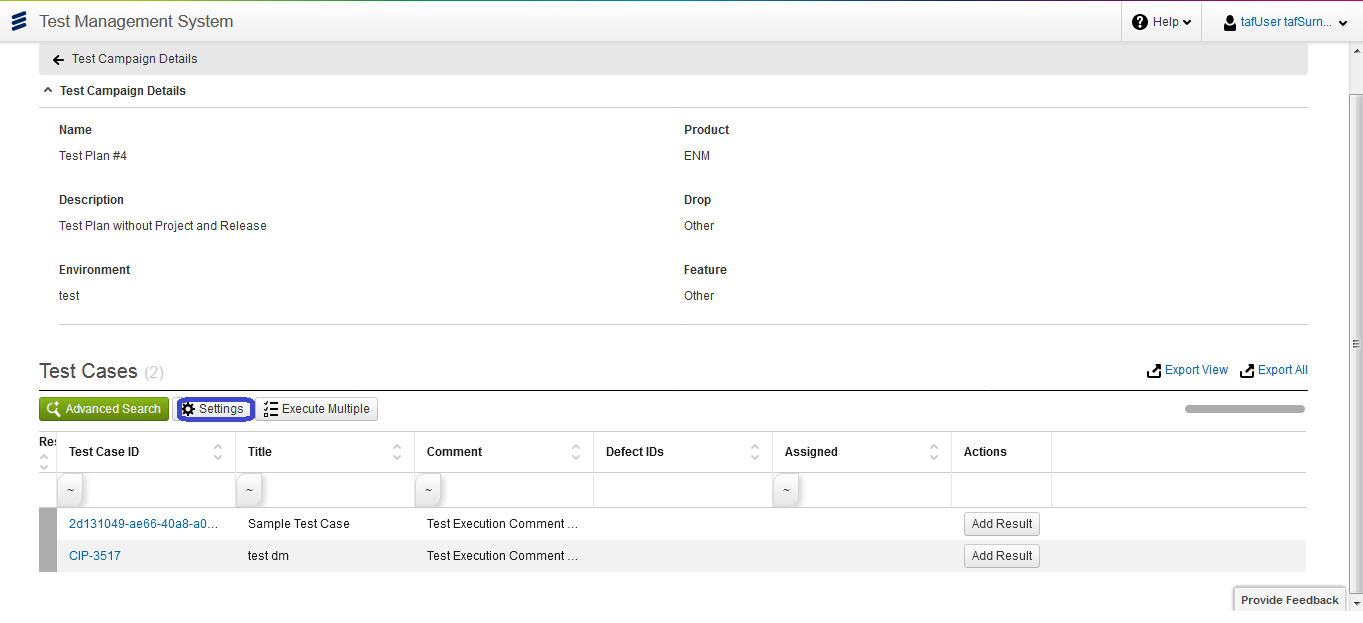 Test Management System
Help
tafUser tafSurn...
Test Campaign Details
Test Campaign Details
Name
Product
Test Plan #4
ENM
Description
Drop
Test Plan without Project and Release
Other
Environment
Feature
test
Other
Test Cases (2)
Export View
Export All
Advanced Search
Settings
Execute Multiple
Res
Test Case ID
Title
Comment
Defect IDs
Assigned
Actions
~
~
~
~
2d131049-ae66-40a8-a0...
Sample Test Case
Test Execution Comment ...
Add Result
CIP-3517
test dm
Test Execution Comment ...
Add Result
Provide Feedback